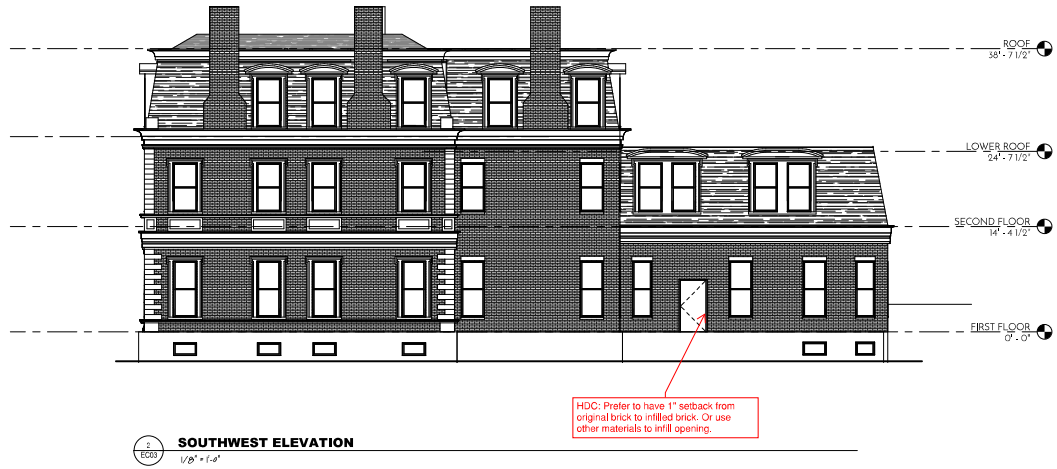 ROOF
38' - 7 1/2"
LOWER ROOF
24' - 7 1/2"
SECOND FLOOR
14' - 4 1/2"
FIRST FLOOR
0' - 0"
HDC: Prefer to have 1" setback from
original brick to infilled brick. Or use
other materials to infill opening.
2
EC03
SOUTHWEST ELEVATION
1/8" = 1'-0"